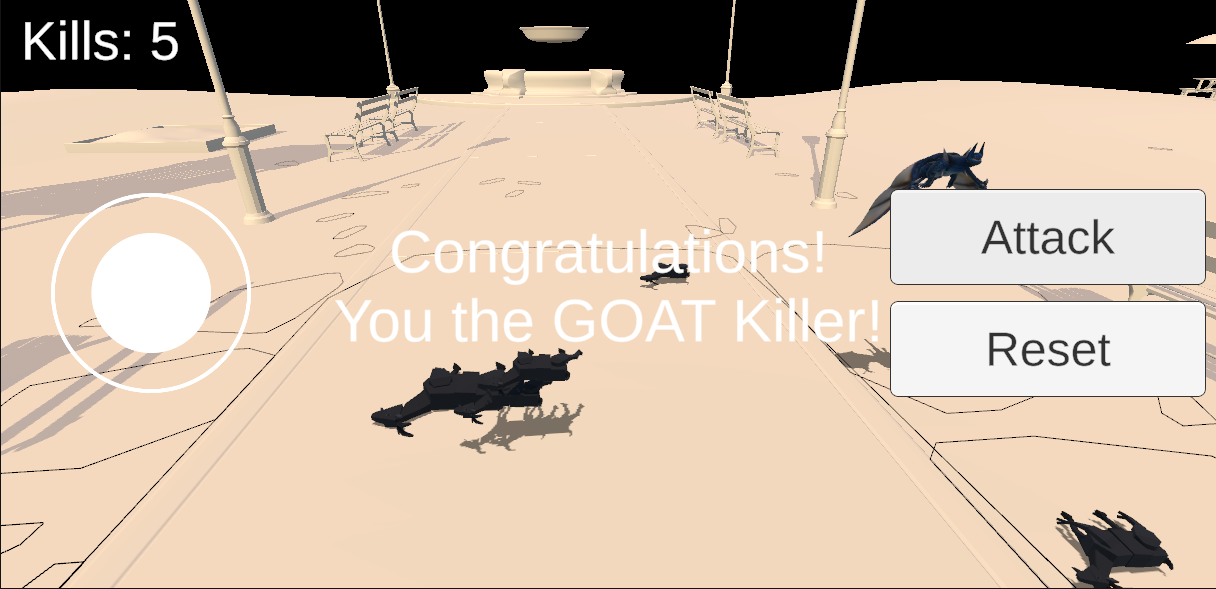 Kills: 5
Congratulations!
You the GOAT Killer!
Attack
Reset